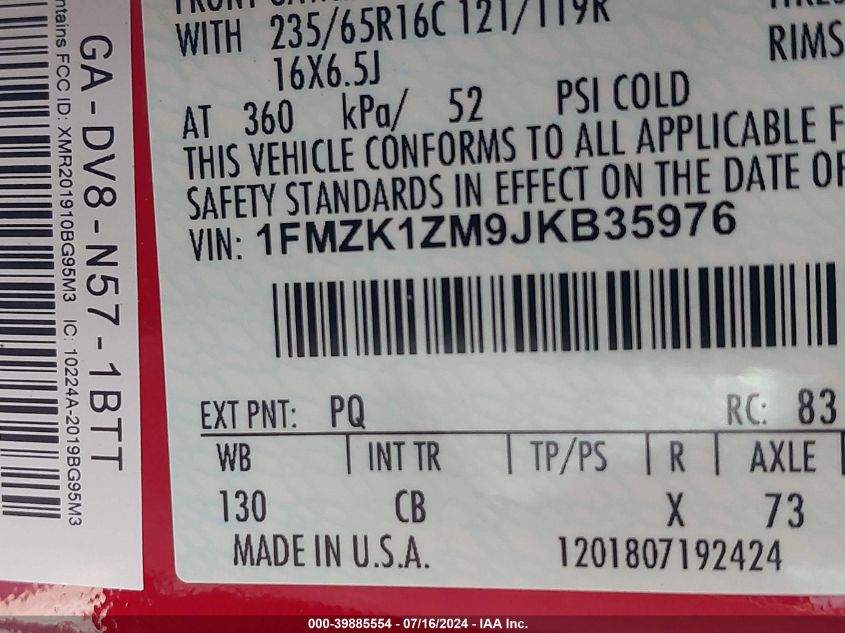 WITH 235/65R16C 121/119R
16X6.5J
RIMS
AT 360 kPa/ 52 PSI COLD
THIS VEHICLE CONFORMS TO ALL APPLICABLE F
SAFETY STANDARDS IN EFFECT ON THE DATE OF
VIN: 1FMZK1ZM9JKB35976
EXT PNT: PQ RC: 83
WB | INT TR | TP/PS | R | AXLE
130 CB X 73
MADE IN U.S.A. 1201807192424
GA-DV8-N57-1BTT
ntains FCC ID: XMR201910BG95M3 IC: 10224A-2019BG95M3
000-39885554 - 07/16/2024 - IAA Inc.